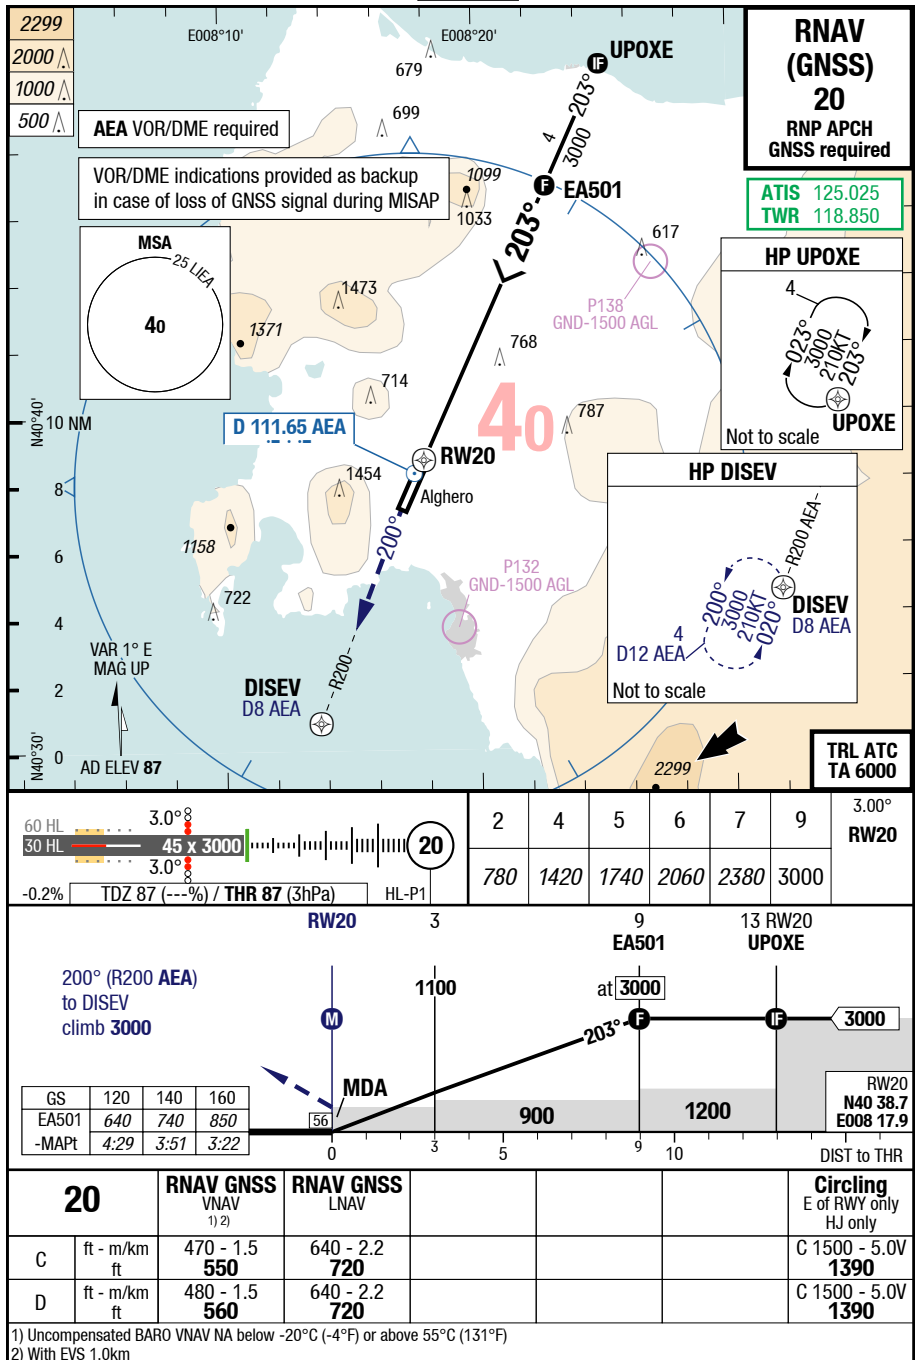 2299
2000
1000
500
E008°10'
E008°20'
679
699
UPOXE
IF
203°
4
3000
RNAV
(GNSS)
20
RNP APCH
GNSS required
AEA VOR/DME required
VOR/DME indications provided as backup
in case of loss of GNSS signal during MISAP
1099
1033
F
EA501
203°
ATIS 125.025
TWR 118.850
MSA
25 LIEA
40
617
P138
GND-1500 AGL
HP UPOXE
4
023°
3000
210KT
203°
UPOXE
Not to scale
1473
1371
768
714
40
787
N40°40'
10 NM
D 111.65 AEA
RW20
1454
Alghero
8
1158
200°
6
P132
GND-1500 AGL
722
4
HP DISEV
R200 AEA
200°
3000
210KT
020°
DISEV
D8 AEA
4
D12 AEA
Not to scale
VAR 1° E
MAG UP
2
R200
DISEV
D8 AEA
N40°30'
0
AD ELEV 87
2299
TRL ATC
TA 6000
60 HL
30 HL
3.0°
45 x 3000
3.0°
20
-0.2%
TDZ 87 (---%) / THR 87 (3hPa)
HL-P1
2 4 5 6 7 9
3.00°
RW20
780 1420 1740 2060 2380 3000
RW20
3
9
EA501
13 RW20
UPOXE
200° (R200 AEA)
to DISEV
climb 3000
1100
at 3000
M
203°
F
IF
3000
MDA
GS 120 140 160
EA501 640 740 850
-MAPt 4:29 3:51 3:22
56
900
1200
RW20
N40 38.7
E008 17.9
0 3 5 9 10
DIST to THR
20
RNAV GNSS
VNAV
1) 2)
RNAV GNSS
LNAV
Circling
E of RWY only
HJ only
C
ft - m/km
ft
470 - 1.5
550
640 - 2.2
720
C 1500 - 5.0V
1390
D
ft - m/km
ft
480 - 1.5
560
640 - 2.2
720
C 1500 - 5.0V
1390
1) Uncompensated BARO VNAV NA below -20°C (-4°F) or above 55°C (131°F)
2) With EVS 1.0km